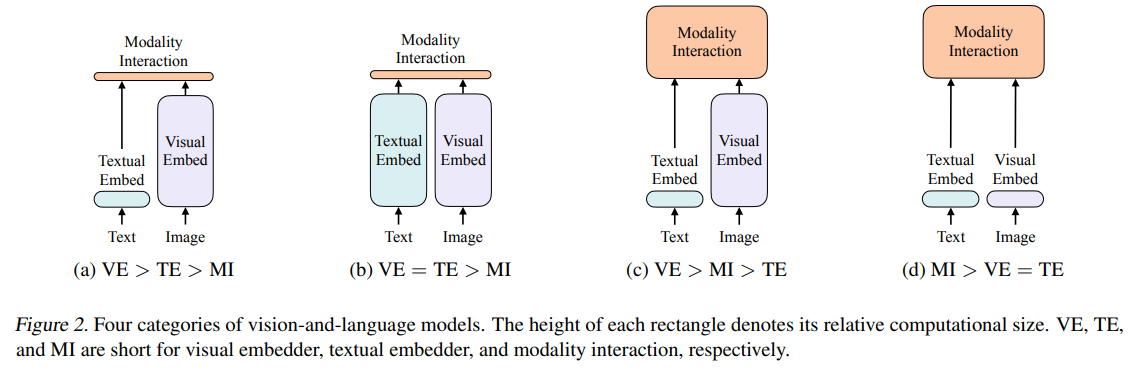 Modality
Interaction
Textual
Embed
Visual
Embed
Text
Image
(a) VE > TE > MI
Modality
Interaction
Textual
Embed
Visual
Embed
Text
Image
(b) VE = TE > MI
Modality
Interaction
Textual
Embed
Visual
Embed
Text
Image
(c) VE > MI > TE
Modality
Interaction
Textual
Embed
Visual
Embed
Text
Image
(d) MI > VE = TE
Figure 2. Four categories of vision-and-language models. The height of each rectangle denotes its relative computational size. VE, TE,
and MI are short for visual embedder, textual embedder, and modality interaction, respectively.